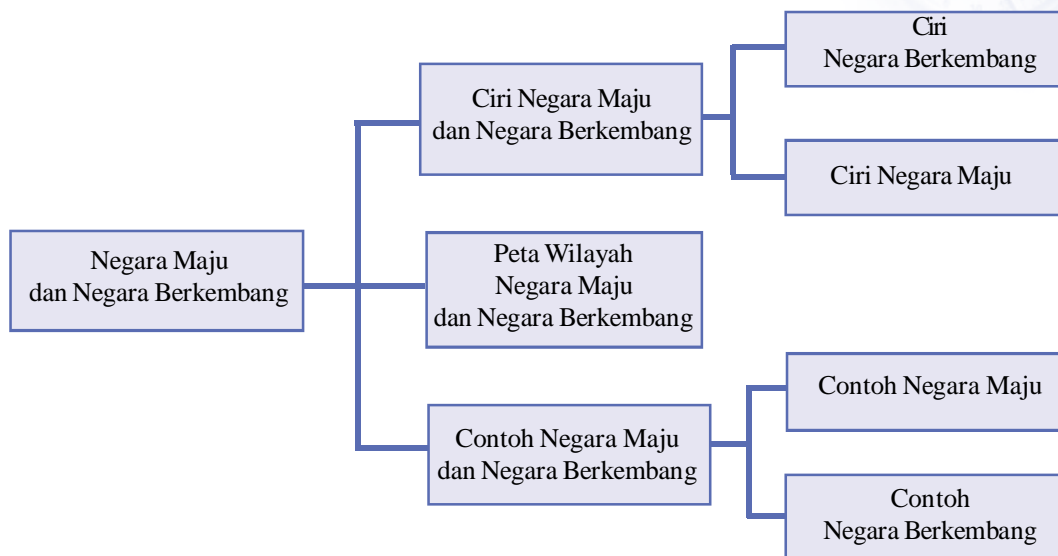 Negara Maju
dan Negara Berkembang
Ciri Negara Maju
dan Negara Berkembang
Ciri
Negara Berkembang
Ciri Negara Maju
Peta Wilayah
Negara Maju
dan Negara Berkembang
Contoh Negara Maju
dan Negara Berkembang
Contoh Negara Maju
Contoh
Negara Berkembang